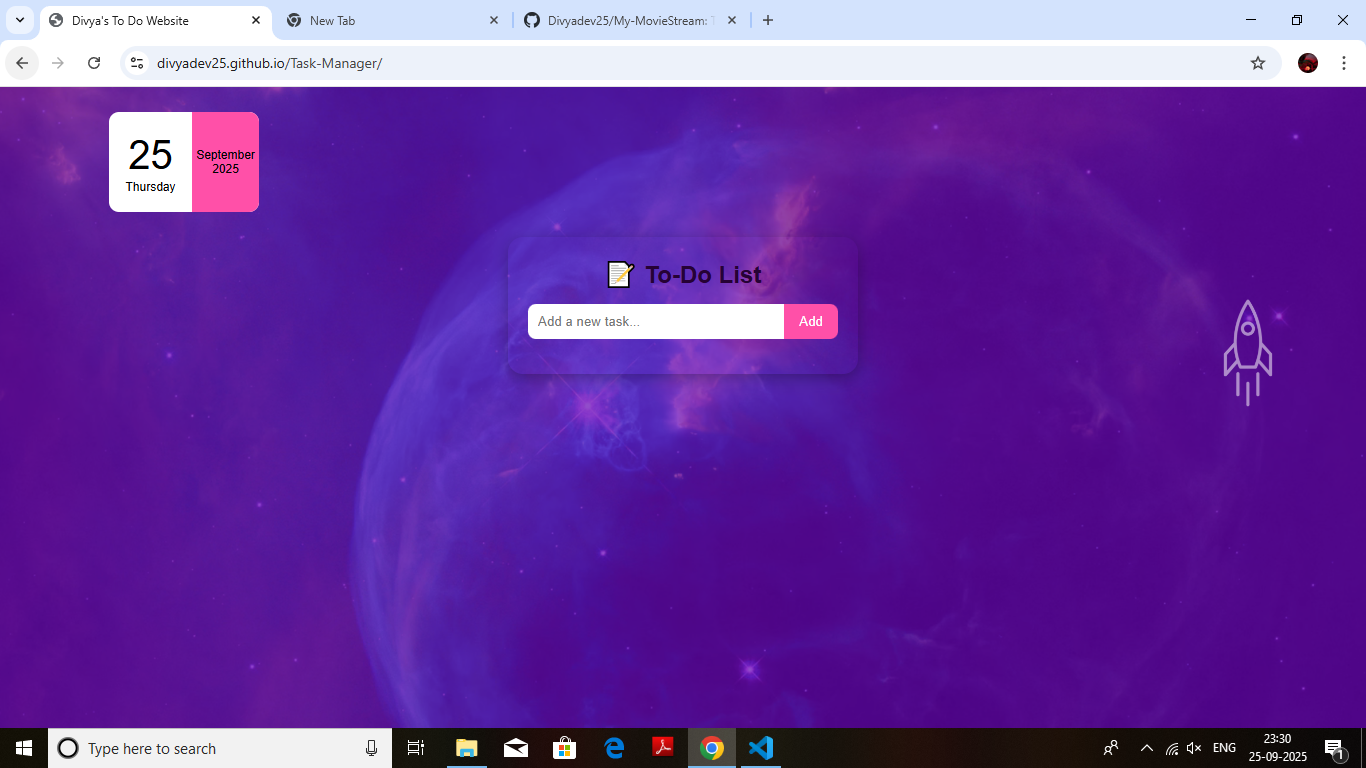 Divya's To Do Website
New Tab
Divyadev25/My-MovieStream:
divyadev25.github.io/Task-Manager/
25
Thursday
September
2025
📝 To-Do List
Add a new task...
Add
Type here to search
ENG
23:30
25-09-2025
1